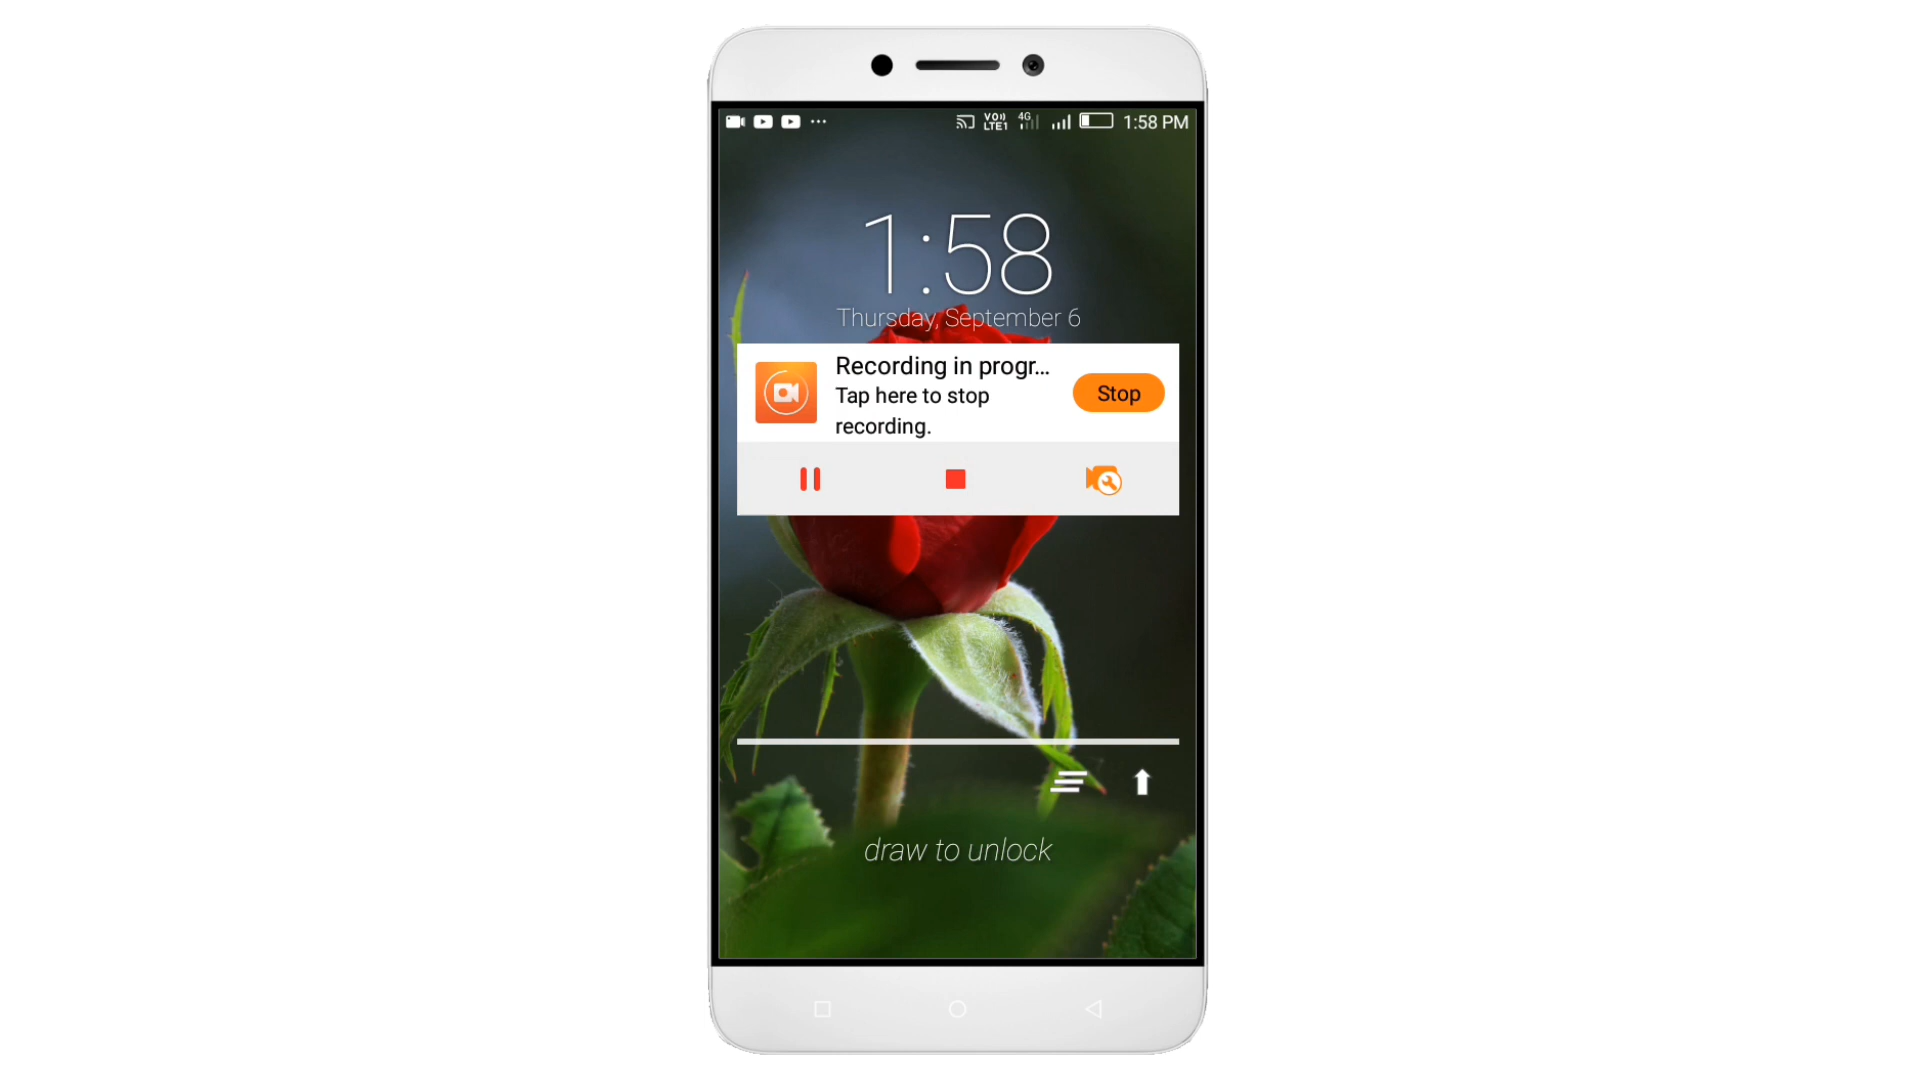 VO)) LTE1 4G 1:58 PM
1:58
Thursday, September 6
Recording in progr...
Tap here to stop
recording.
Stop
draw to unlock